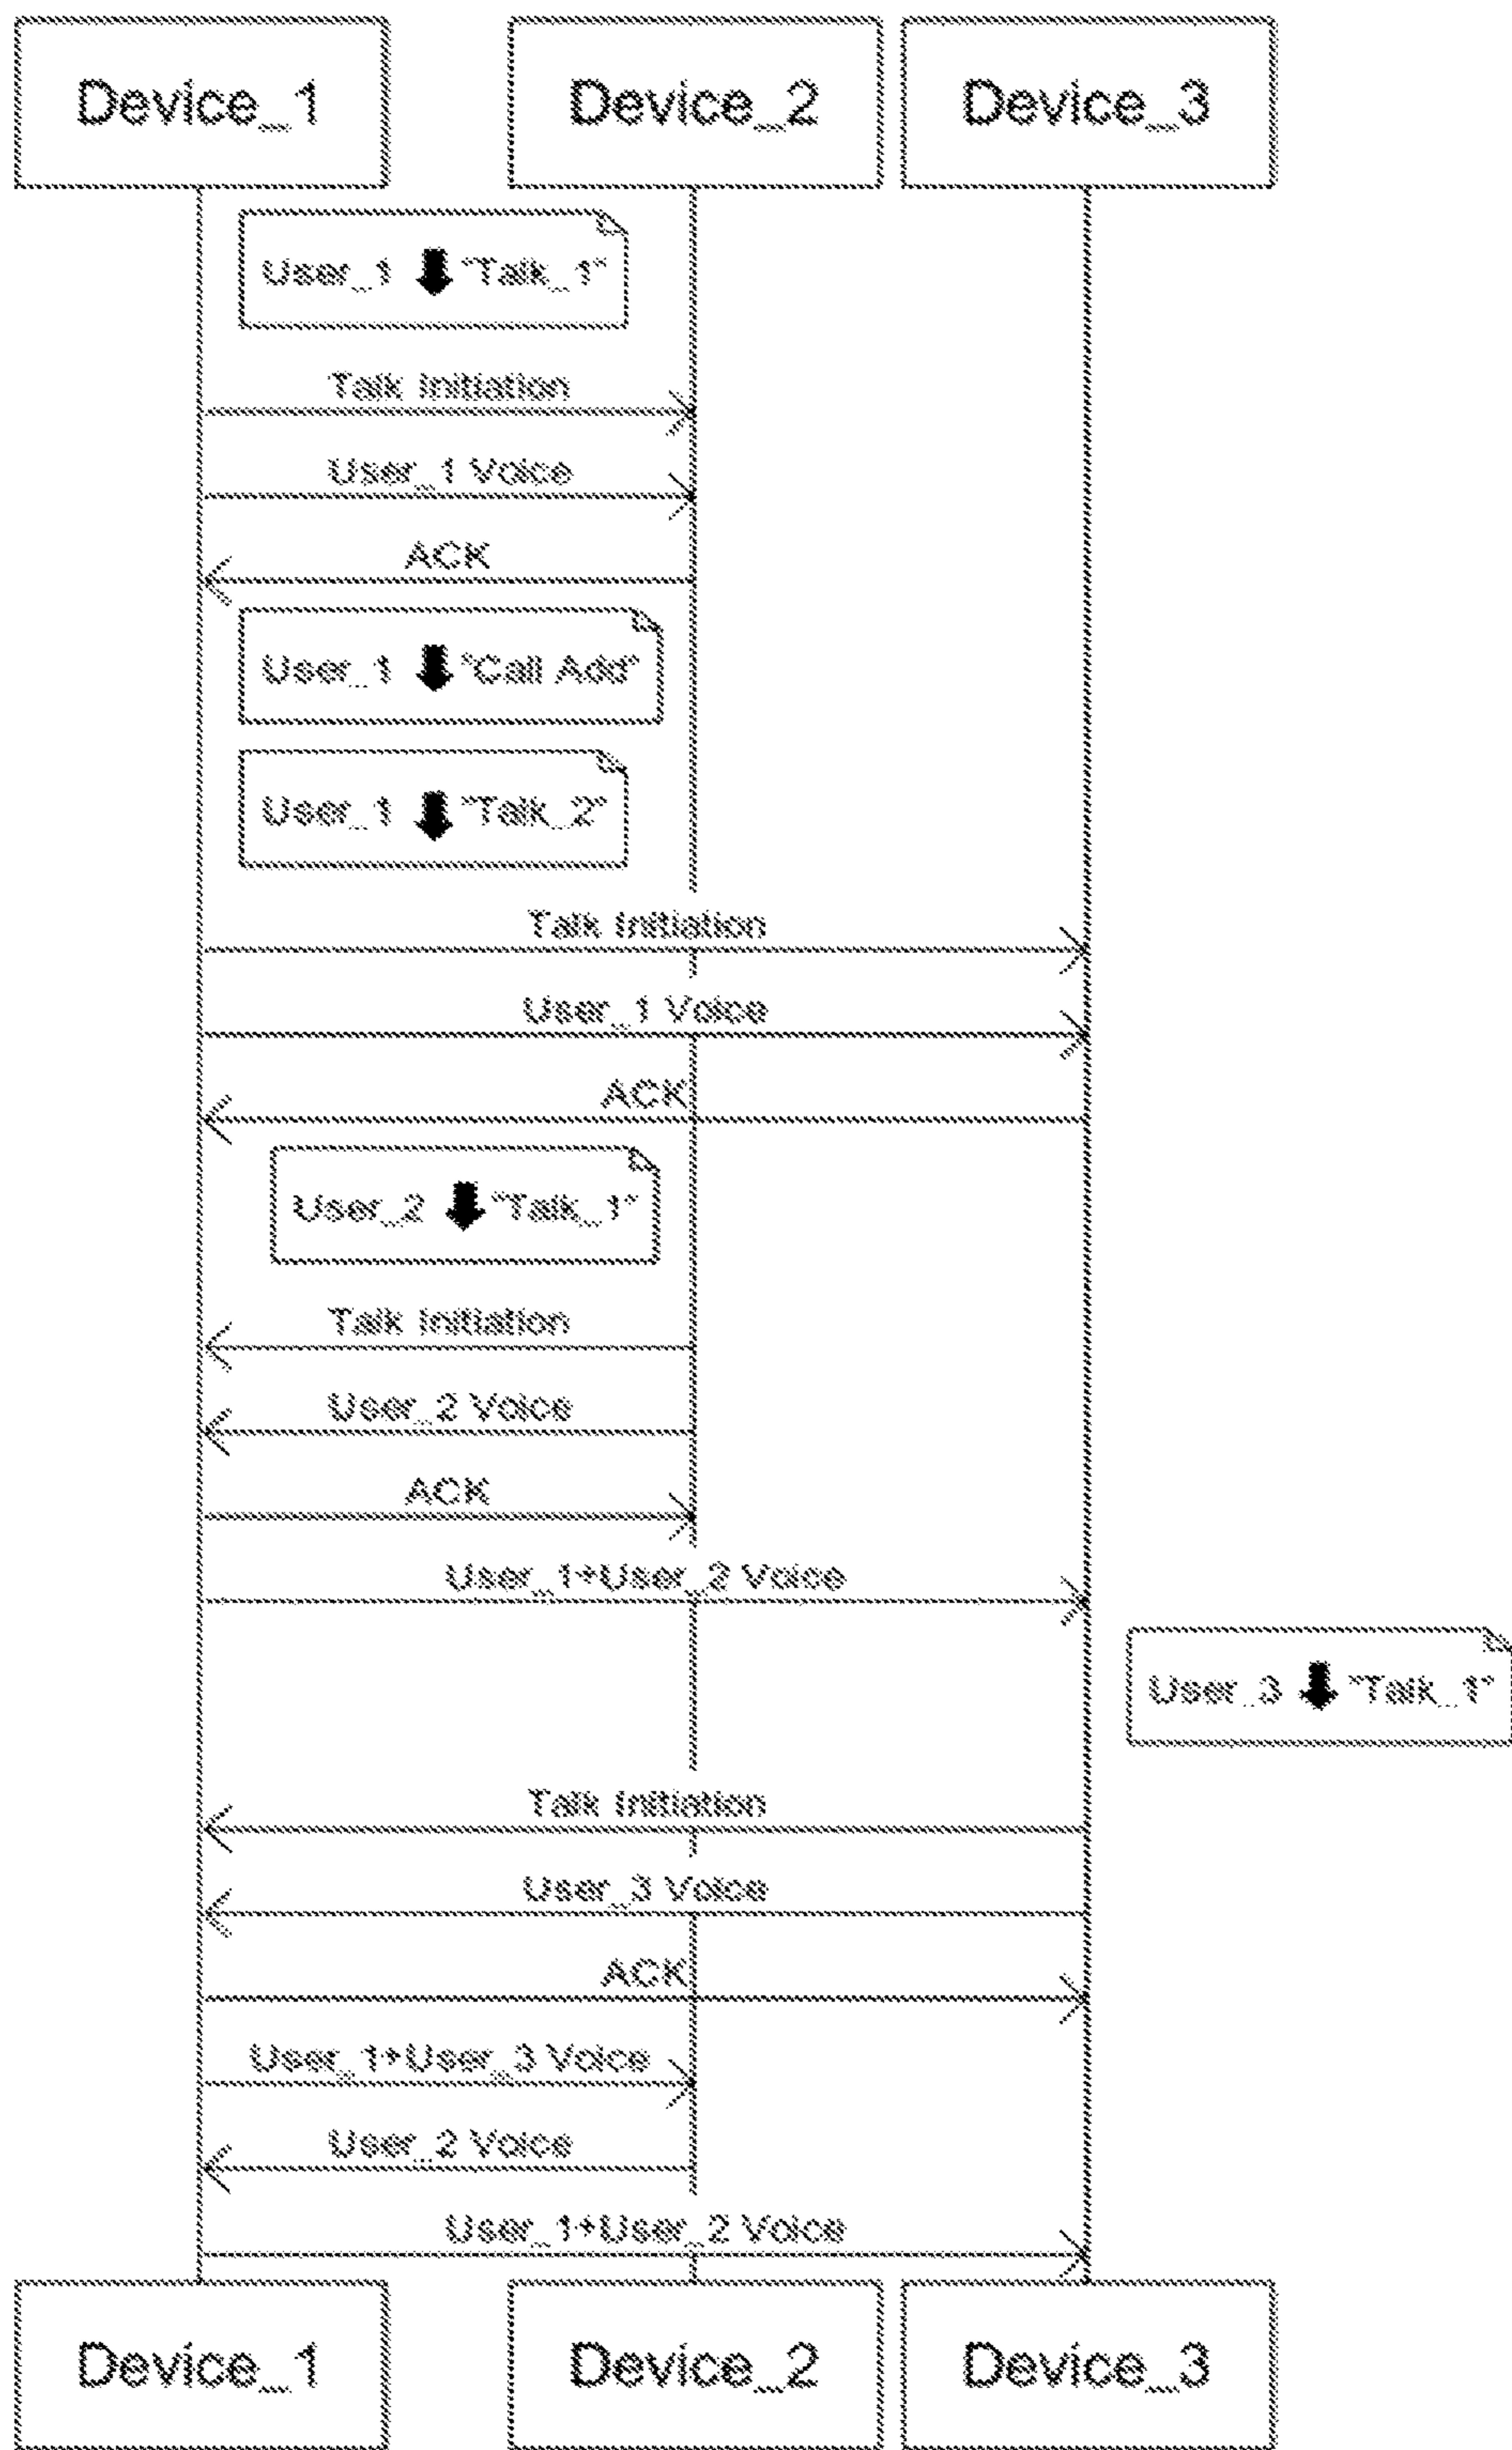 Device_1
Device_2
Device_3
User_1 ⬇ "Talk_1"
Talk Initiation
User_1 Voice
ACK
User_1 ⬇ "Call Add"
User_1 ⬇ "Talk_2"
Talk Initiation
User_1 Voice
ACK
User_2 ⬇ "Talk_1"
Talk Initiation
User_2 Voice
ACK
User_1+User_2 Voice
User_3 ⬇ "Talk_1"
Talk Initiation
User_3 Voice
ACK
User_1+User_3 Voice
User_2 Voice
User_1+User_2 Voice
Device_1
Device_2
Device_3